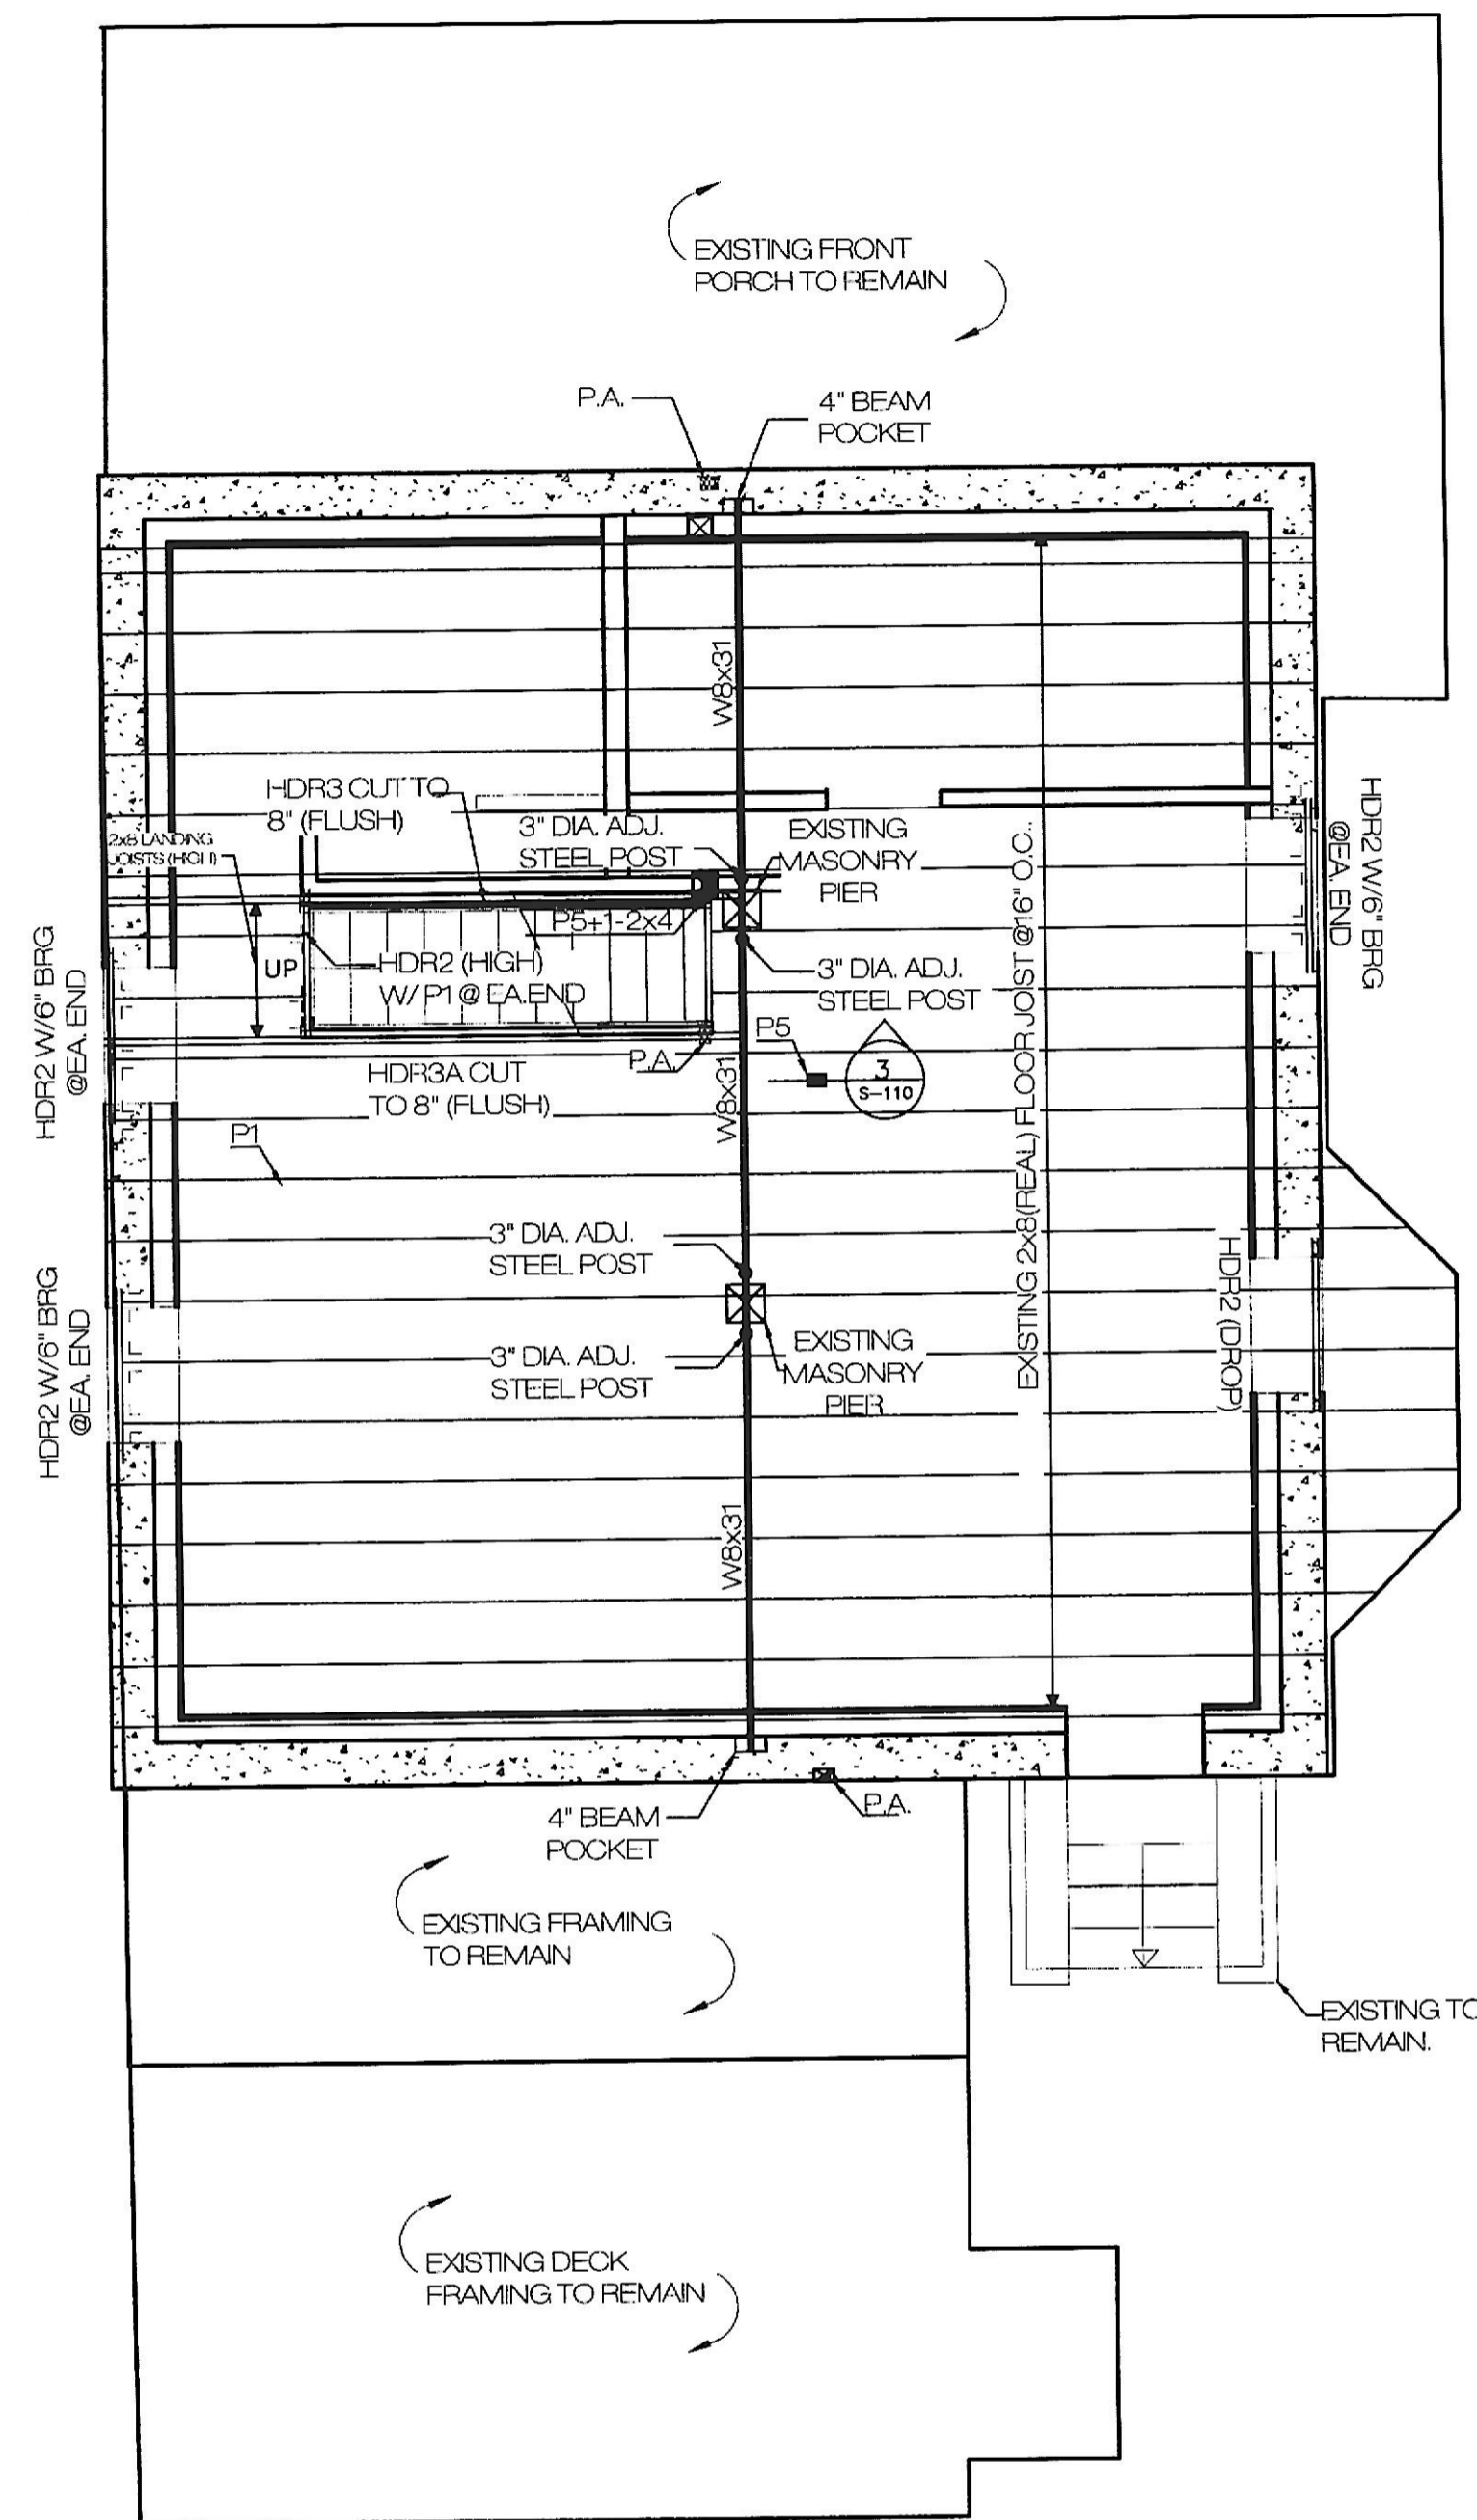 EXISTING FRONT
PORCH TO REMAIN
P.A.
4" BEAM
POCKET
W8x31
HDR3 CUT TO
8" (FLUSH)
2x8 LANDING
JOISTS (HIGH)
3" DIA. ADJ.
STEEL POST
EXISTING
MASONRY
PIER
HDR2 W/6" BRG
@EA. END
P5+1-2x4
UP
HDR2 (HIGH)
W/ P1 @ EA.END
3" DIA. ADJ.
STEEL POST
EXISTING 2x8(REAL) FLOOR JOIST @16" O.C..
HDR2 W/6" BRG
@EA. END
P5
3
S-110
P.A.
HDR3A CUT
TO 8" (FLUSH)
W8x31
P1
3" DIA. ADJ.
STEEL POST
HDR2 (DROP)
HDR2 W/6" BRG
@EA. END
3" DIA. ADJ.
STEEL POST
EXISTING
MASONRY
PIER
W8x31
4" BEAM
POCKET
P.A.
EXISTING FRAMING
TO REMAIN
EXISTING TO
REMAIN.
EXISTING DECK
FRAMING TO REMAIN